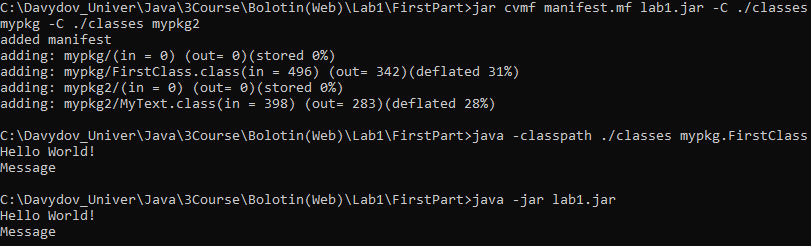 C:\Davydov_Univer\Java\3Course\Bolotin(Web)\Lab1\FirstPart>jar cvmf manifest.mf lab1.jar -C ./classes
mypkg -C ./classes mypkg2
added manifest
adding: mypkg/(in = 0) (out= 0)(stored 0%)
adding: mypkg/FirstClass.class(in = 496) (out= 342)(deflated 31%)
adding: mypkg2/(in = 0) (out= 0)(stored 0%)
adding: mypkg2/MyText.class(in = 398) (out= 283)(deflated 28%)
C:\Davydov_Univer\Java\3Course\Bolotin(Web)\Lab1\FirstPart>java -classpath ./classes mypkg.FirstClass
Hello World!
Message
C:\Davydov_Univer\Java\3Course\Bolotin(Web)\Lab1\FirstPart>java -jar lab1.jar
Hello World!
Message